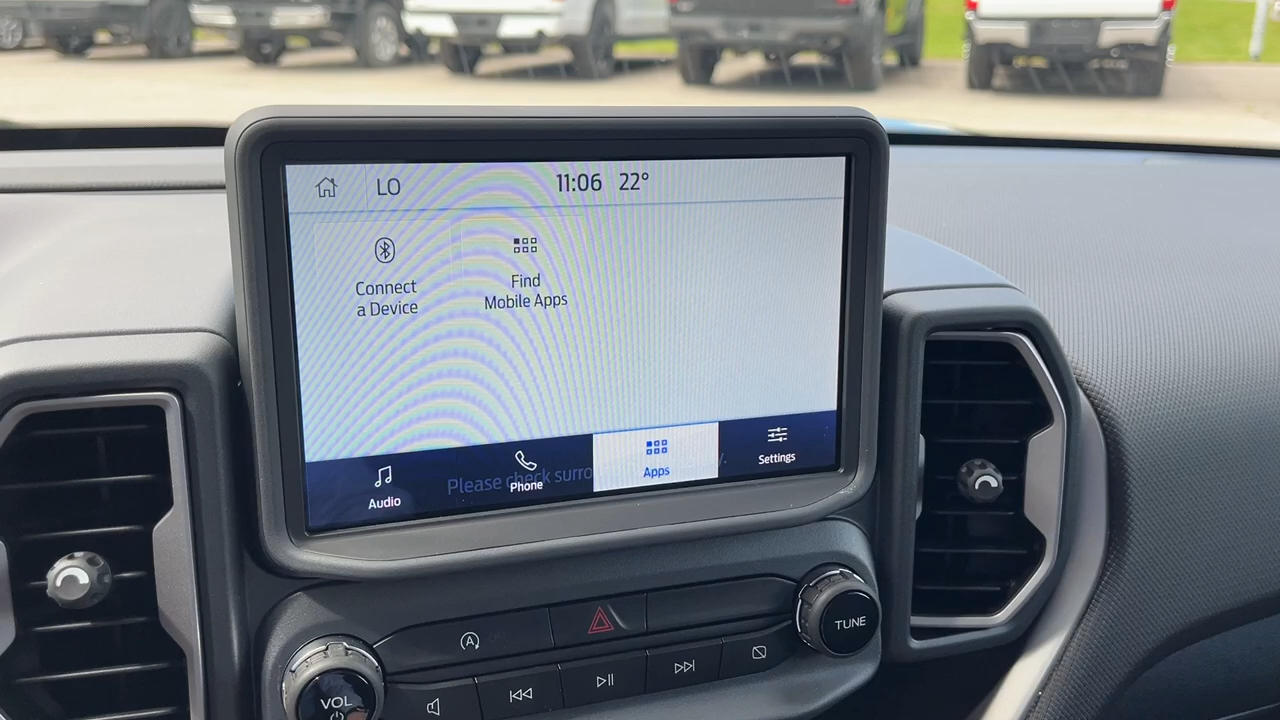 LO 11:06 22°
Connect
a Device
Find
Mobile Apps
Please check surro
Audio
Phone
Apps
Settings
TUNE
VOL
A